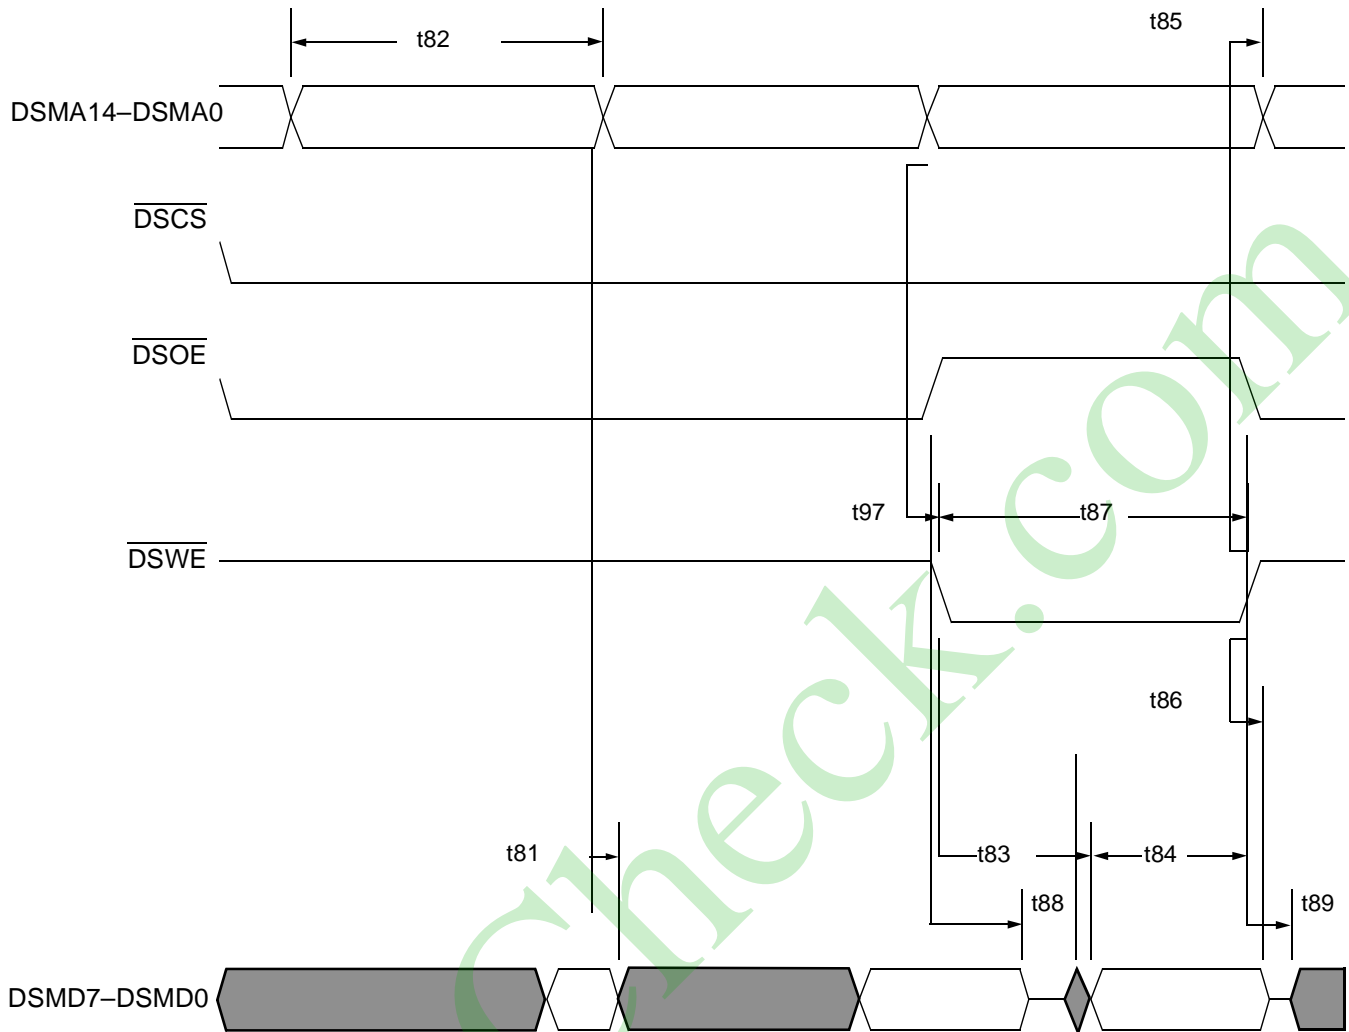 t82
t85
DSMA14–DSMA0
DSCS
DSOE
t97
t87
DSWE
t86
t81
t83
t84
t88
t89
DSMD7–DSMD0
Check.com